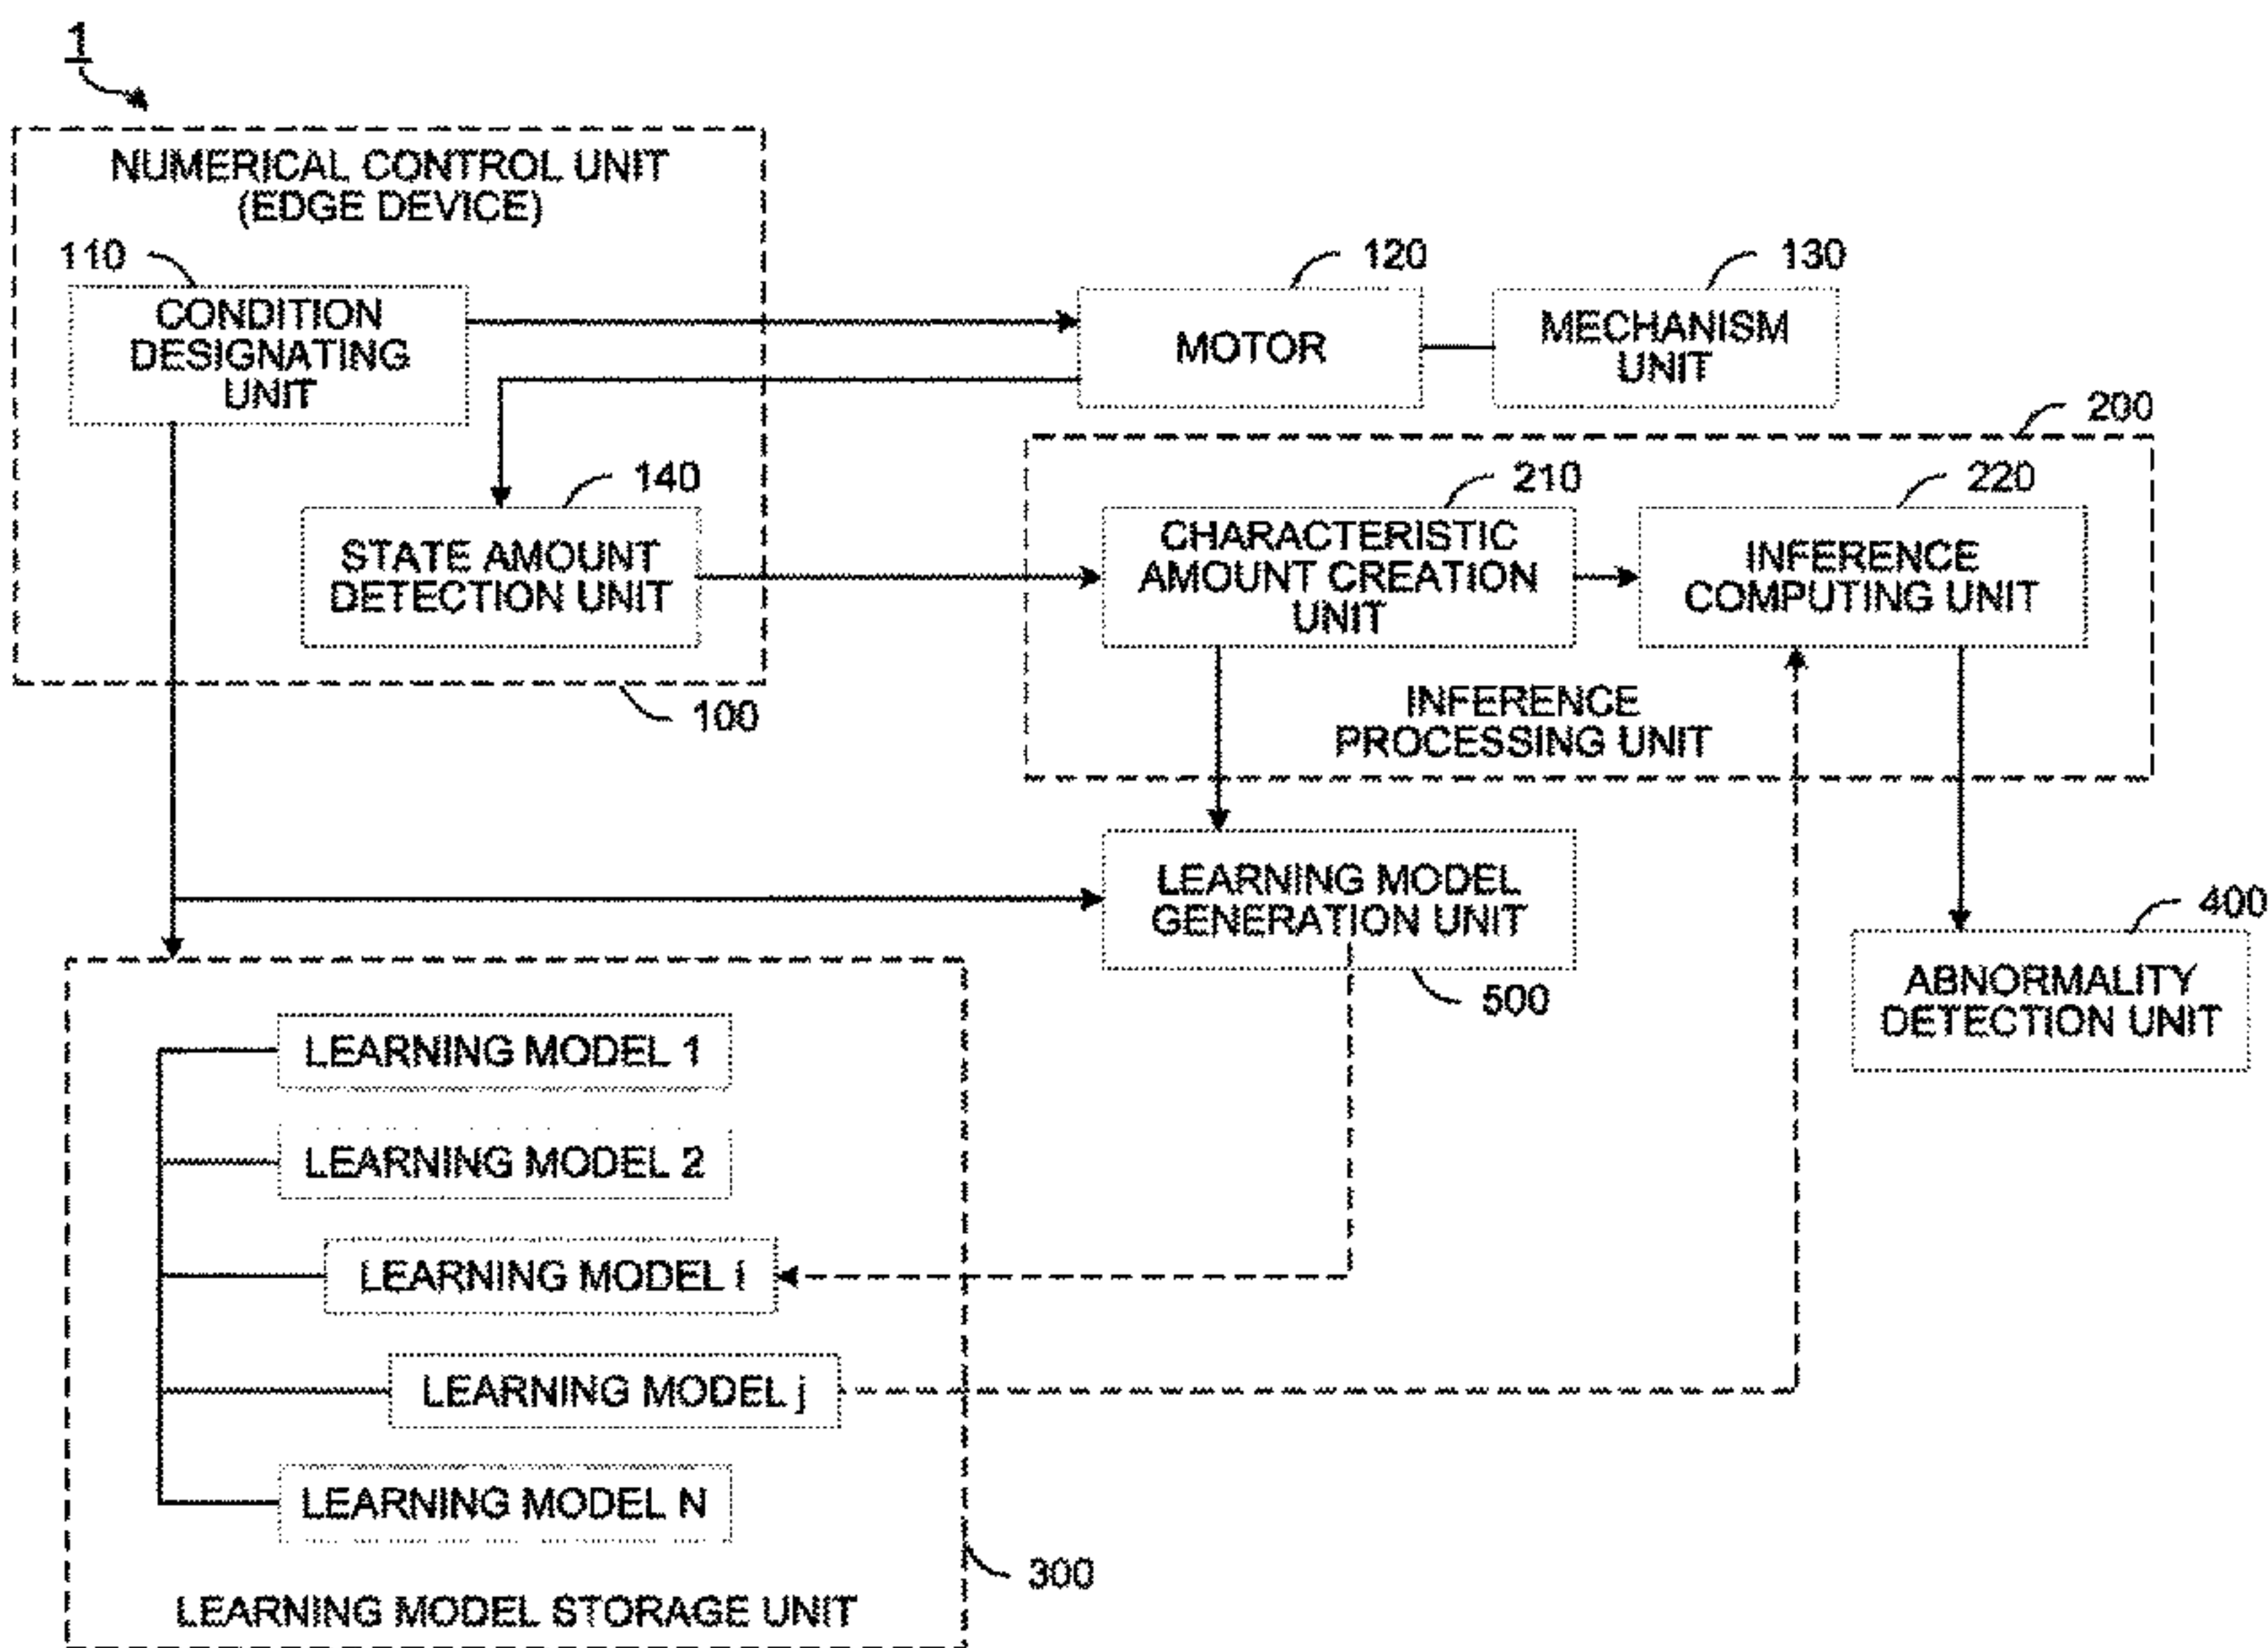 1
NUMERICAL CONTROL UNIT
(EDGE DEVICE)
110
CONDITION
DESIGNATING
UNIT
120
MOTOR
130
MECHANISM
UNIT
200
140
STATE AMOUNT
DETECTION UNIT
210
CHARACTERISTIC
AMOUNT CREATION
UNIT
220
INFERENCE
COMPUTING UNIT
100
INFERENCE
PROCESSING UNIT
LEARNING MODEL
GENERATION UNIT
500
400
ABNORMALITY
DETECTION UNIT
LEARNING MODEL 1
LEARNING MODEL 2
LEARNING MODEL i
LEARNING MODEL j
LEARNING MODEL N
300
LEARNING MODEL STORAGE UNIT